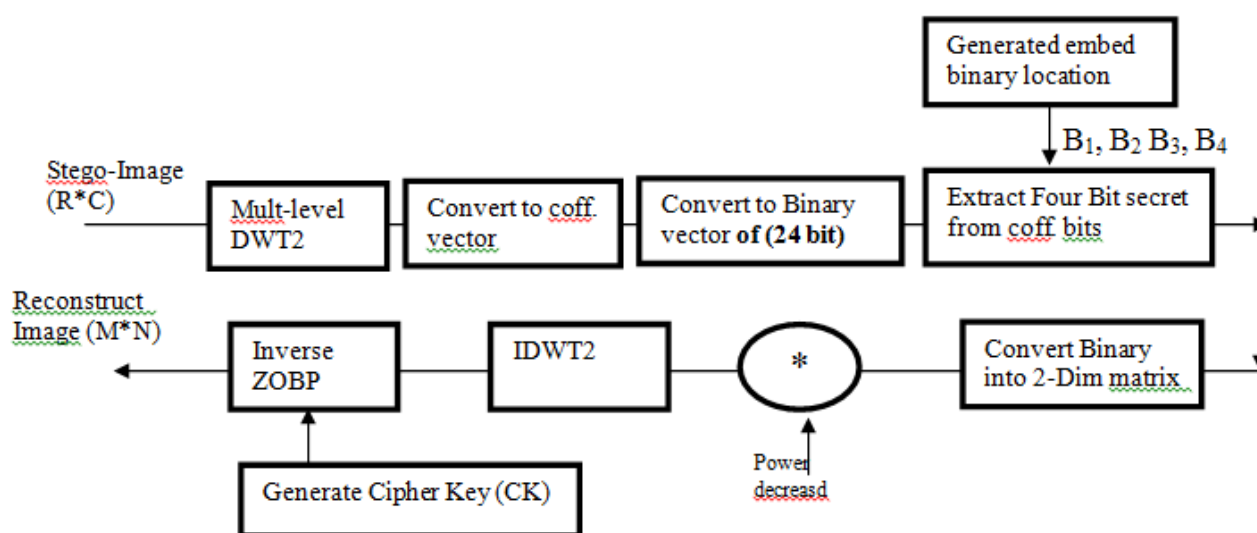 Generated embed
binary location
B1, B2 B3, B4
Stego-Image
(R*C)
Mult-level
DWT2
Convert to coff.
vector
Convert to Binary
vector of (24 bit)
Extract Four Bit secret
from coff. bits
Reconstruct
Image (M*N)
Inverse
ZOBP
IDWT2
*
Convert Binary
into 2-Dim matrix
Power
decreasd
Generate Cipher Key (CK)